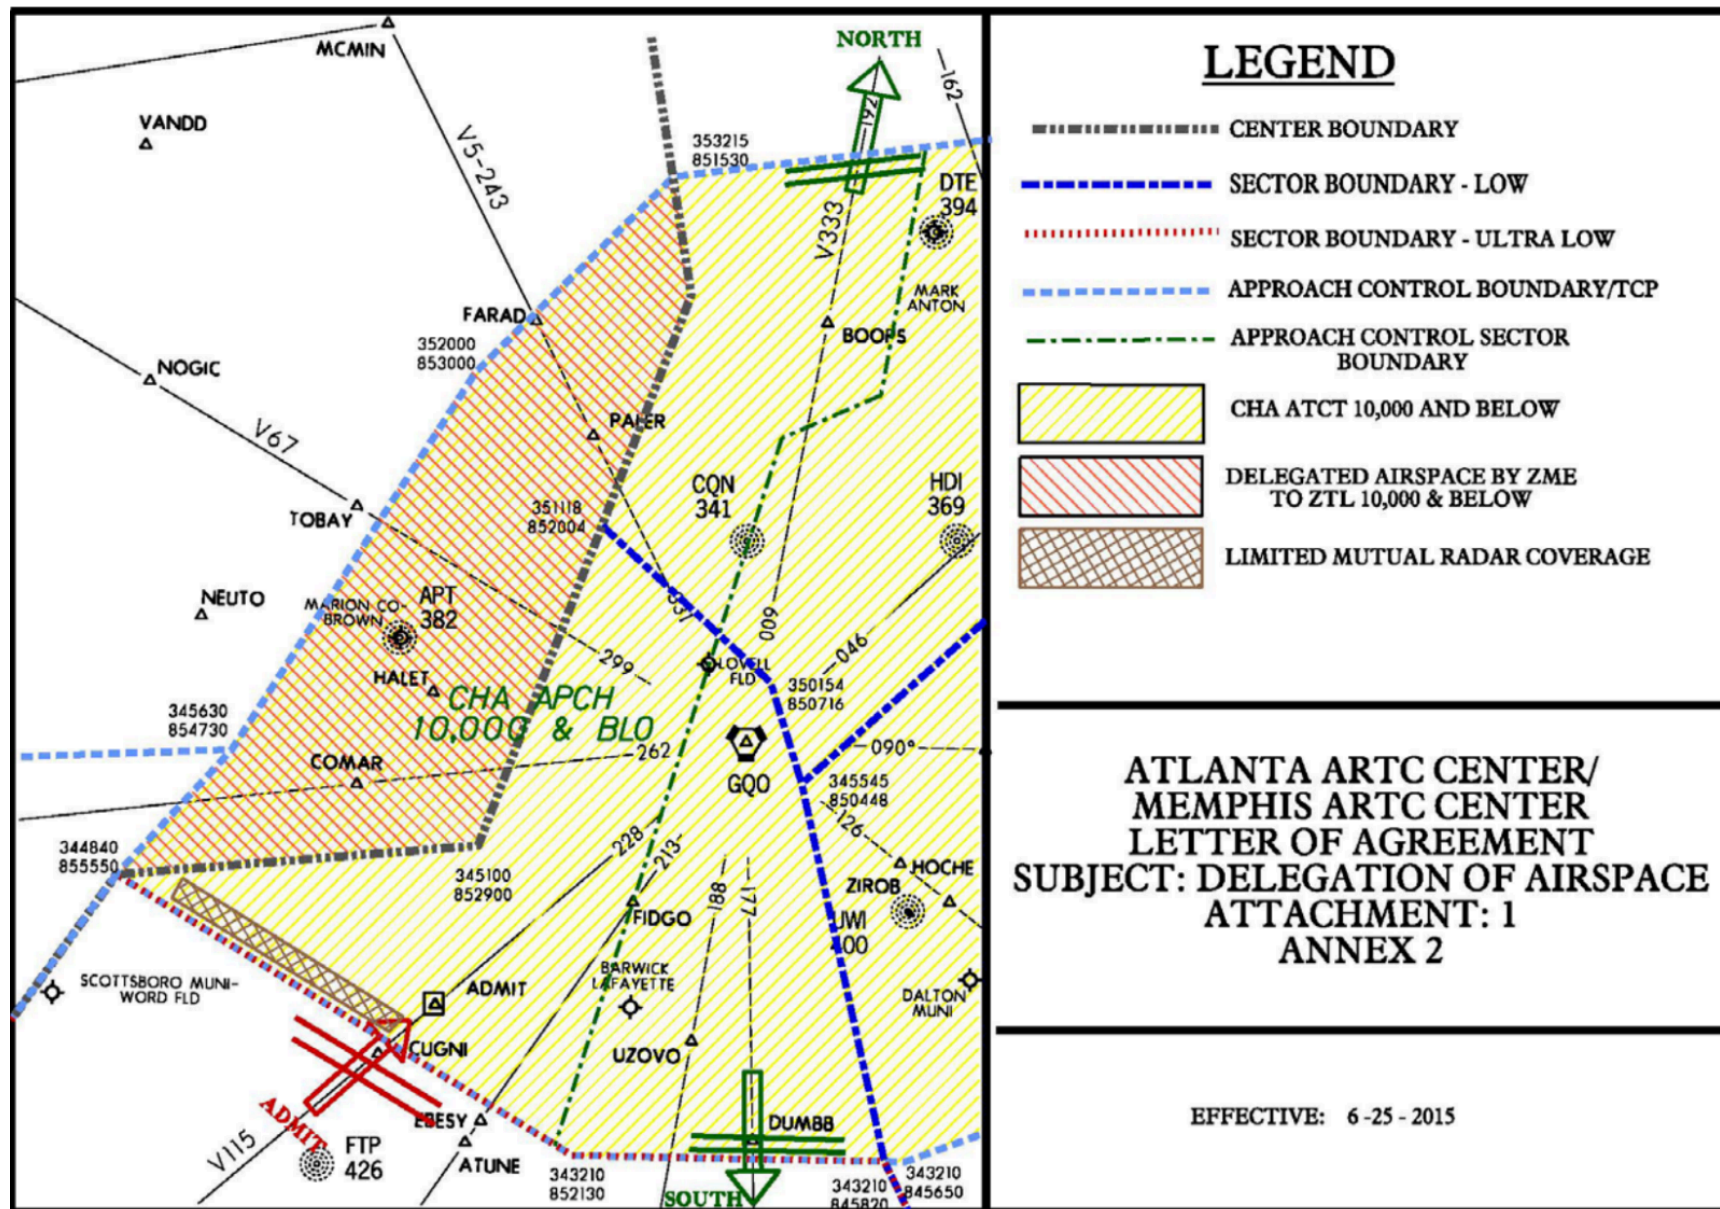 NORTH
MCMIN
162
192
VANDD
V5-243
353215
851530
DTE
394
V333
MARK
ANTON
FARAD
BOOFS
352000
853000
NOGIC
PALER
V67
CQN
341
HDI
369
351118
852004
TOBAY
NEUTO
MARION CO-
BROWN
APT
382
337
009
046
299
LOVELL
FLD
HALET
350154
850716
CHA APCH
10,000 & BLO
345630
854730
262
090°
COMAR
GQO
345545
850448
126
344840
855550
228
213
345100
852900
HOCHE
ZIROB
188
177
FIDGO
UWI
400
SCOTTSBORO MUNI-
WORD FLD
ADMIT
BARWICK
LAFAYETTE
DALTON
MUNI
CUGNI
UZOVO
ADMIT
EBESY
DUMBB
V115
FTP
426
ATUNE
343210
852130
SOUTH
343210
845820
343210
845650
LEGEND
CENTER BOUNDARY
SECTOR BOUNDARY - LOW
SECTOR BOUNDARY - ULTRA LOW
APPROACH CONTROL BOUNDARY/TCP
APPROACH CONTROL SECTOR
BOUNDARY
CHA ATCT 10,000 AND BELOW
DELEGATED AIRSPACE BY ZME
TO ZTL 10,000 & BELOW
LIMITED MUTUAL RADAR COVERAGE
ATLANTA ARTC CENTER/
MEMPHIS ARTC CENTER
LETTER OF AGREEMENT
SUBJECT: DELEGATION OF AIRSPACE
ATTACHMENT: 1
ANNEX 2
EFFECTIVE: 6 -25 - 2015